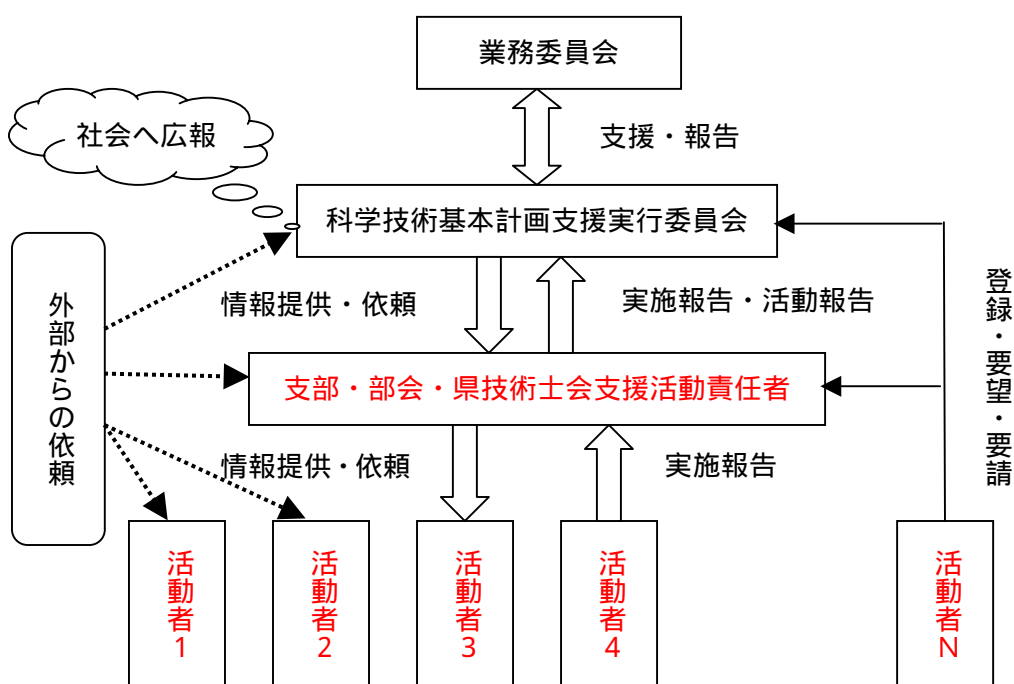 業務委員会
社会へ広報
支援・報告
科学技術基本計画支援実行委員会
情報提供・依頼
実施報告・活動報告
登録・要望・要請
外部からの依頼
支部・部会・県技術士会支援活動責任者
情報提供・依頼
実施報告
活動者1
活動者2
活動者3
活動者4
活動者N